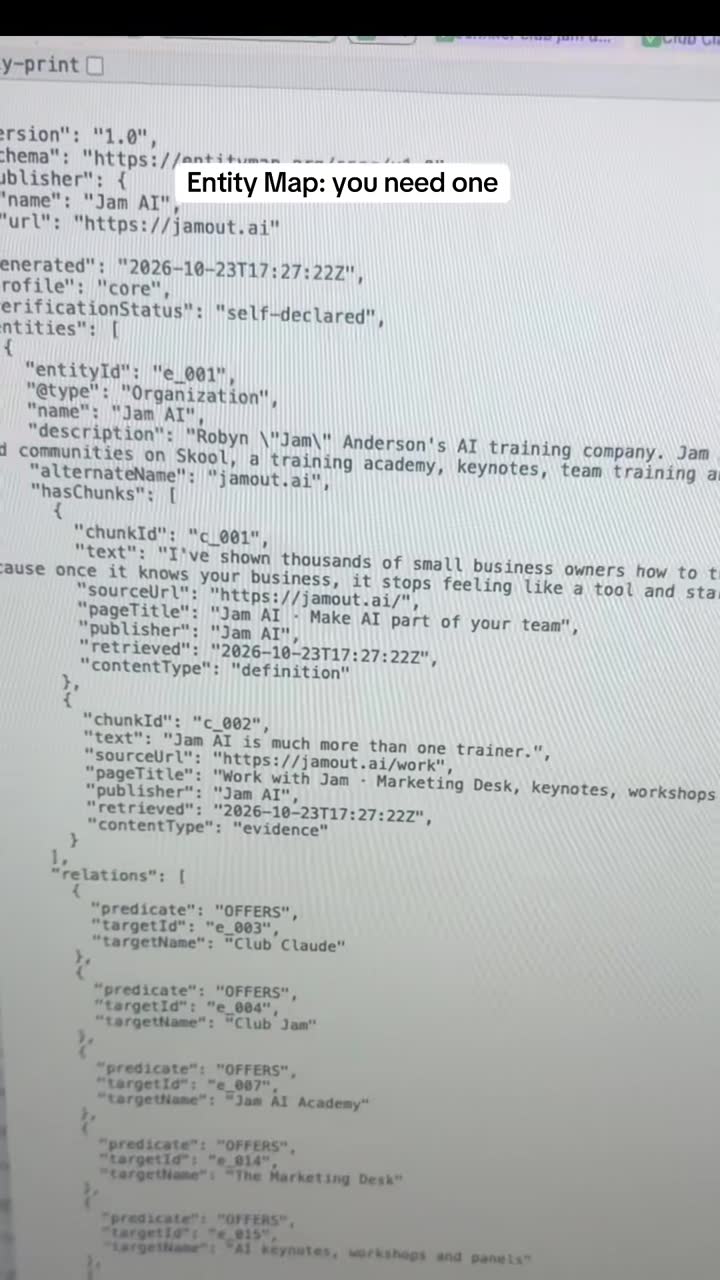 y-print
ersion": "1.0",
chema": "https://entitymap.org/spec/v1.0"
ublisher": {
Entity Map: you need one
"name": "Jam AI",
"url": "https://jamout.ai"
enerated": "2026-10-23T17:27:22Z",
rofile": "core",
erificationStatus": "self-declared",
ntities": [
{
"entityId": "e_001",
"@type": "Organization",
"name": "Jam AI",
"description": "Robyn \"Jam\" Anderson's AI training company. Jam
d communities on Skool, a training academy, keynotes, team training a
"alternateName": "jamout.ai",
"hasChunks": [
{
"chunkId": "c_001",
"text": "I've shown thousands of small business owners how to t
cause once it knows your business, it stops feeling like a tool and sta
"sourceUrl": "https://jamout.ai/",
"pageTitle": "Jam AI · Make AI part of your team",
"publisher": "Jam AI",
"retrieved": "2026-10-23T17:27:22Z",
"contentType": "definition"
},
{
"chunkId": "c_002",
"text": "Jam AI is much more than one trainer.",
"sourceUrl": "https://jamout.ai/work",
"pageTitle": "Work with Jam · Marketing Desk, keynotes, workshops
"publisher": "Jam AI",
"retrieved": "2026-10-23T17:27:22Z",
"contentType": "evidence"
}
],
"relations": [
{
"predicate": "OFFERS",
"targetId": "e_003",
"targetName": "Club Claude"
},
{
"predicate": "OFFERS",
"targetId": "e_004",
"targetName": "Club Jam"
},
{
"predicate": "OFFERS",
"targetId": "e_007",
"targetName": "Jam AI Academy"
},
{
"predicate": "OFFERS",
"targetId": "e_014",
"targetName": "The Marketing Desk"
},
{
"predicate": "OFFERS",
"targetId": "e_015",
"targetName": "AI keynotes, workshops and panels"
},